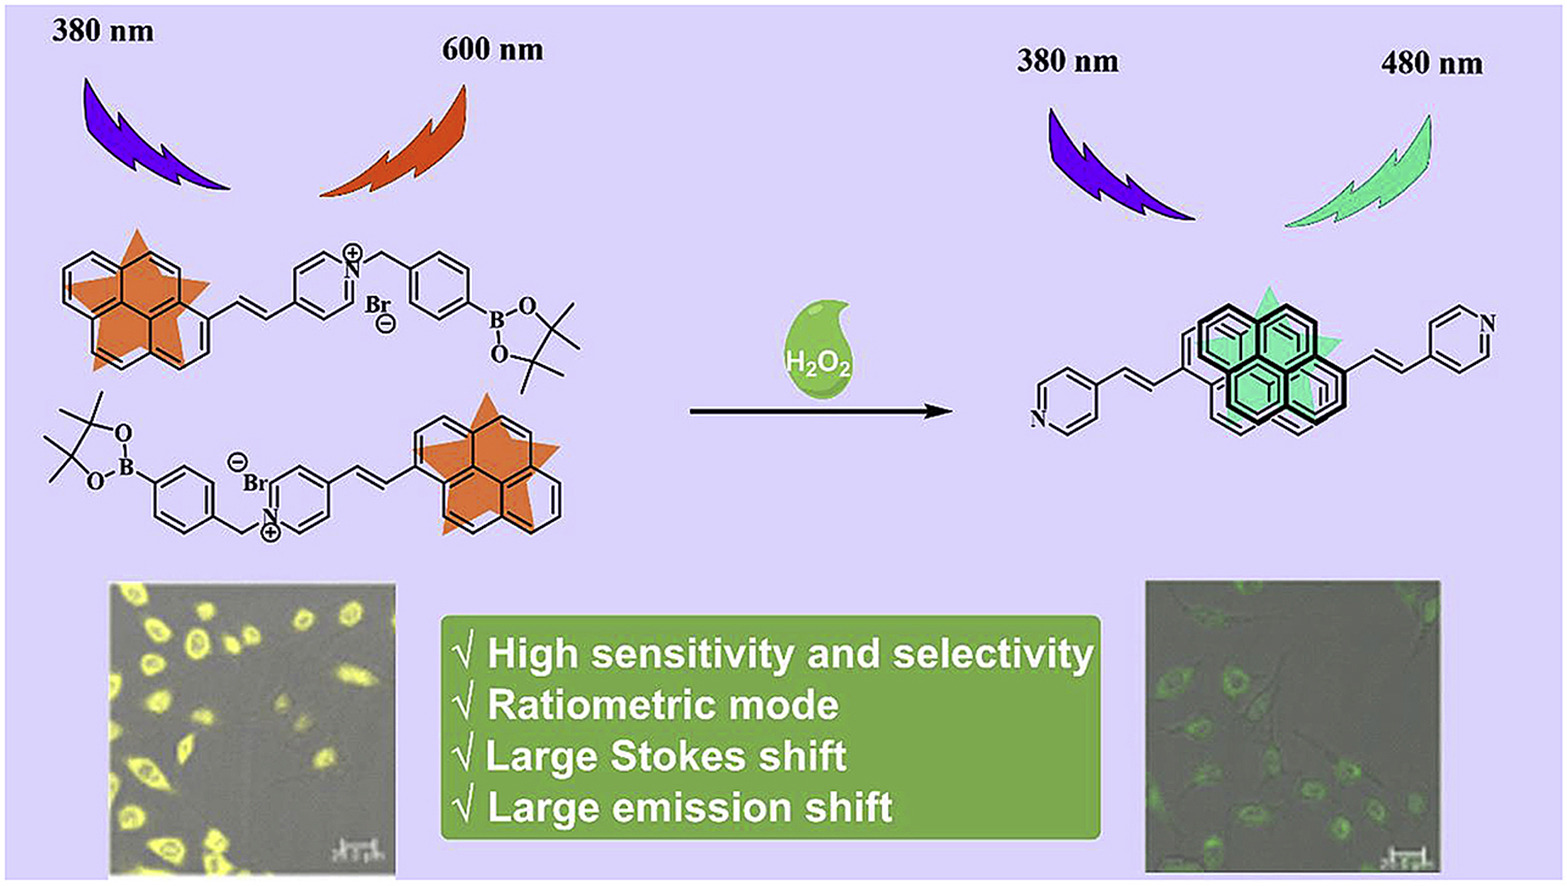 380 nm
600 nm
380 nm
480 nm
N
⊕
Br
⊖
B
O
O
H₂O₂
N
N
O
O
B
⊖
Br
N
⊕
√ High sensitivity and selectivity
√ Ratiometric mode
√ Large Stokes shift
√ Large emission shift